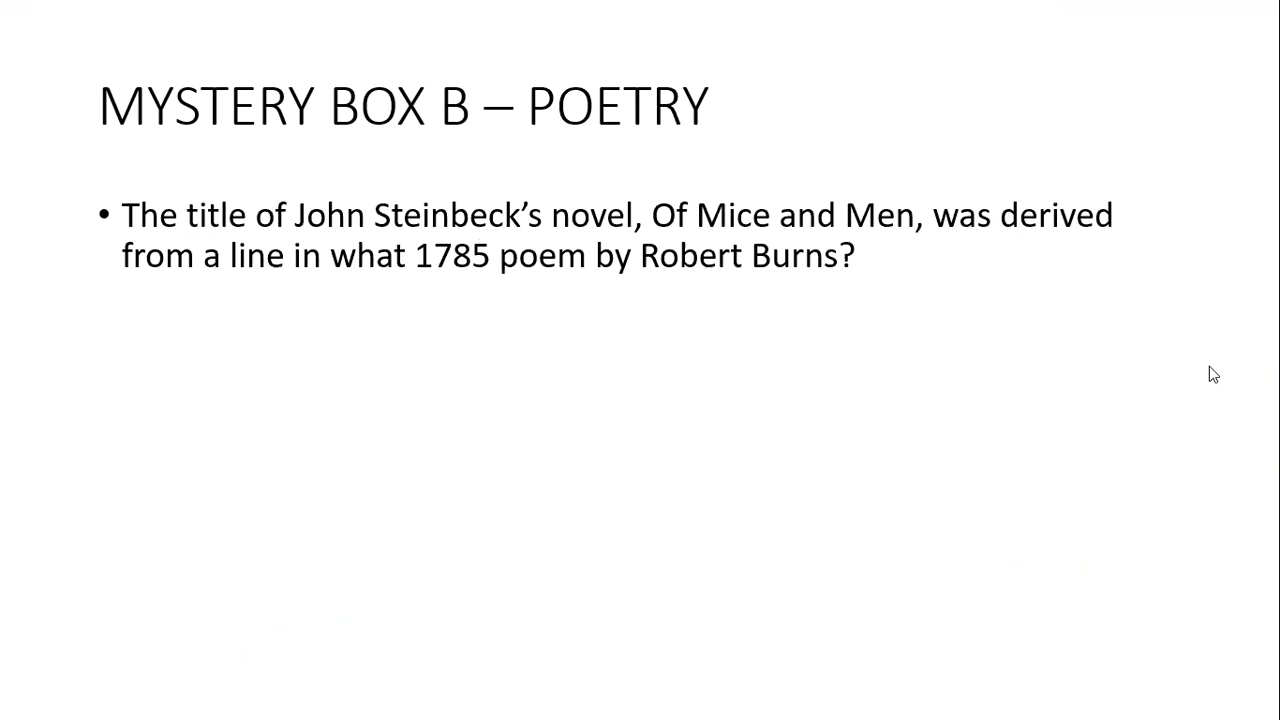 MYSTERY BOX B – POETRY
• The title of John Steinbeck’s novel, Of Mice and Men, was derived
from a line in what 1785 poem by Robert Burns?